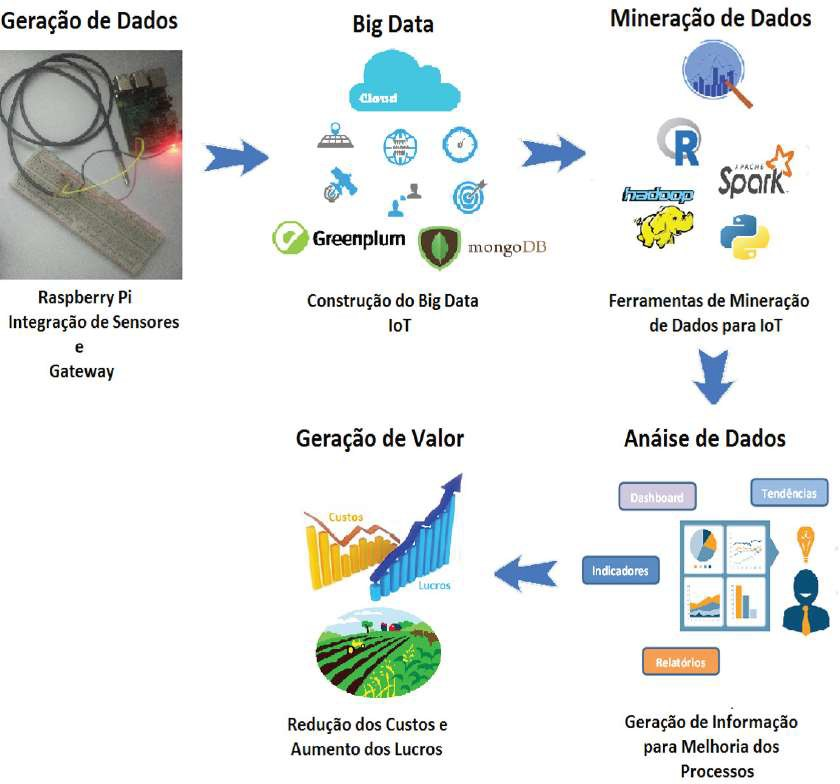 Geração de Dados
Raspberry Pi
Integração de Sensores
e
Gateway
Big Data
Cloud
Greenplum
mongoDB
Construção do Big Data
IoT
Mineração de Dados
R
APACHE
Spark
hadoop
Ferramentas de Mineração
de Dados para IoT
Anáise de Dados
Dashboard
Tendências
Indicadores
Relatórios
Geração de Informação
para Melhoria dos
Processos
Geração de Valor
Custos
Lucros
Redução dos Custos e
Aumento dos Lucros